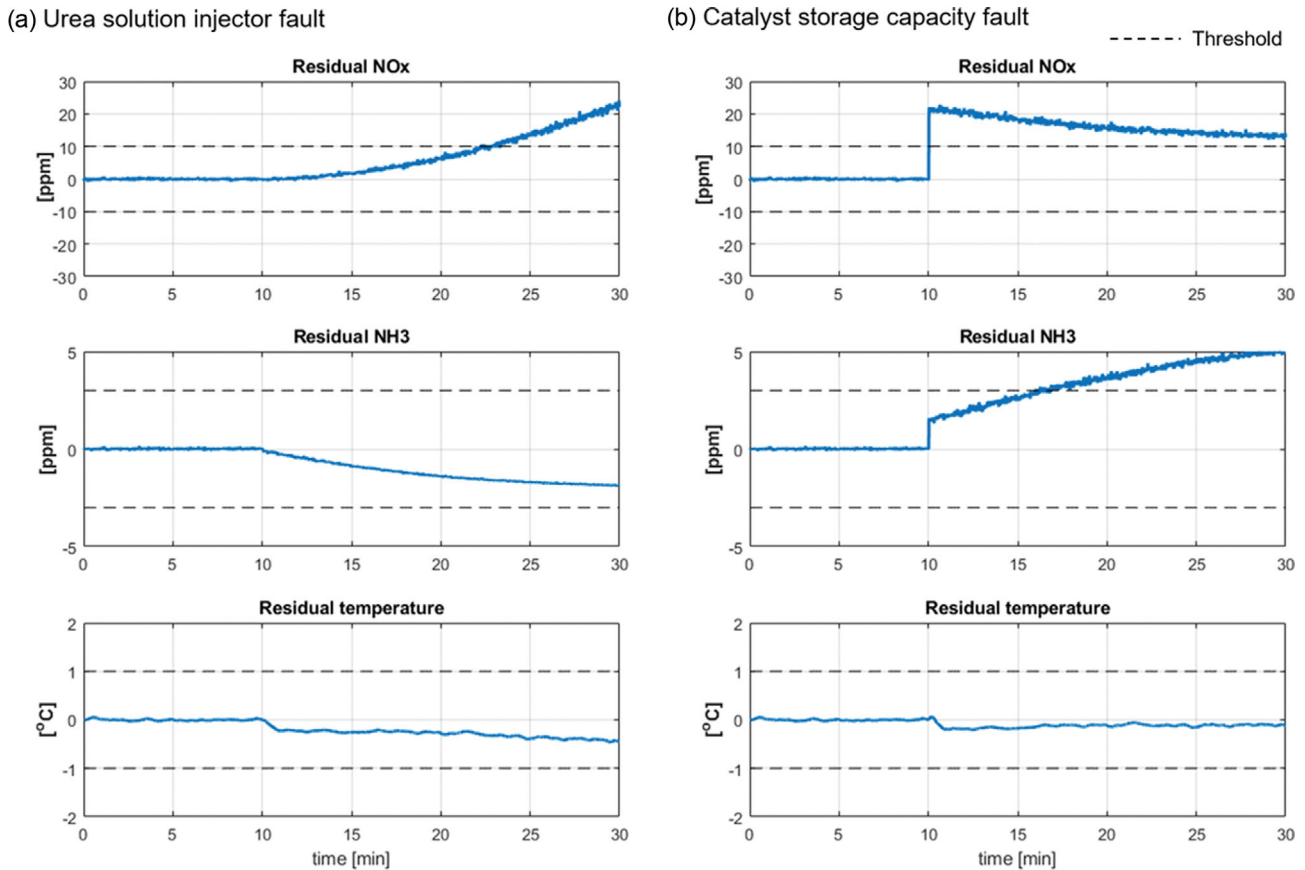 (a) Urea solution injector fault
(b) Catalyst storage capacity fault
Threshold
Residual NOx
30
20
10
0
-10
-20
-30
[ppm]
0 5 10 15 20 25 30
Residual NOx
30
20
10
0
-10
-20
-30
[ppm]
0 5 10 15 20 25 30
Residual NH3
5
0
-5
[ppm]
0 5 10 15 20 25 30
Residual NH3
5
0
-5
[ppm]
0 5 10 15 20 25 30
Residual temperature
2
1
0
-1
-2
[°C]
0 5 10 15 20 25 30
time [min]
Residual temperature
2
1
0
-1
-2
[°C]
0 5 10 15 20 25 30
time [min]